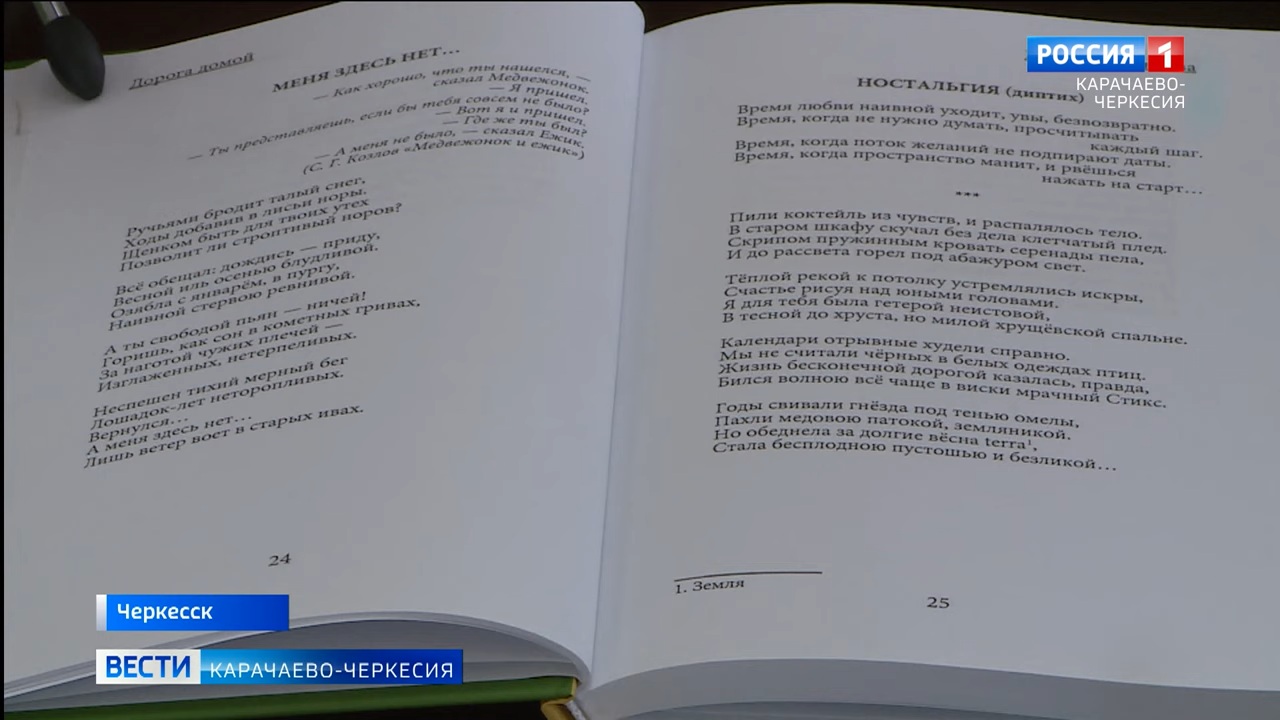 Дорога домой
МЕНЯ ЗДЕСЬ НЕТ…
— Как хорошо, что ты нашелся, —
сказал Медвежонок.
— Я пришел.
— Ты представляешь, если бы тебя совсем не было?
— Вот я и пришел.
— Где же ты был?
— А меня не было, — сказал Ежик.
(С. Г. Козлов «Медвежонок и ежик»)
Ручьями бродит талый снег,
Ходы добавив в лисьи норы.
Щенком быть для твоих утех
Позволит ли строптивый норов?
Всё обещал: дождись — приду,
Весной иль осенью блудливой.
Озябла с январём, в пургу,
Наивной стервою ревнивой.
А ты свободой пьян — ничей!
Горишь, как сон в кометных гривах,
За наготой чужих плечей —
Изглаженных, нетерпеливых.
Неспешен тихий мерный бег
Лошадок-лет неторопливых.
Вернулся…
А меня здесь нет…
Лишь ветер воет в старых ивах.
24
НОСТАЛЬГИЯ (диптих)
Время любви наивной уходит, увы, безвозвратно.
Время, когда не нужно думать, просчитывать
каждый шаг.
Время, когда поток желаний не подпирают даты.
Время, когда пространство манит, и рвёшься
нажать на старт…
***
Пили коктейль из чувств, и распалялось тело.
В старом шкафу скучал без дела клетчатый плед.
Скрипом пружинным кровать серенады пела,
И до рассвета горел под абажуром свет.
Тёплой рекой к потолку устремлялись искры,
Счастье рисуя над юными головами.
Я для тебя была гетерой неистовой,
В тесной до хруста, но милой хрущёвской спальне.
Календари отрывные худели справно.
Мы не считали чёрных в белых одеждах птиц.
Жизнь бесконечной дорогой казалась, правда,
Бился волною всё чаще в виски мрачный Стикс.
Годы свивали гнёзда под тенью омелы,
Пахли медовою патокой, земляникой.
Но обеднела за долгие вёсна terra¹,
Стала бесплодною пустошью и безликой…
1. Земля
25
РОССИЯ 1
КАРАЧАЕВО-
ЧЕРКЕСИЯ
Черкесск
ВЕСТИ КАРАЧАЕВО-ЧЕРКЕСИЯ